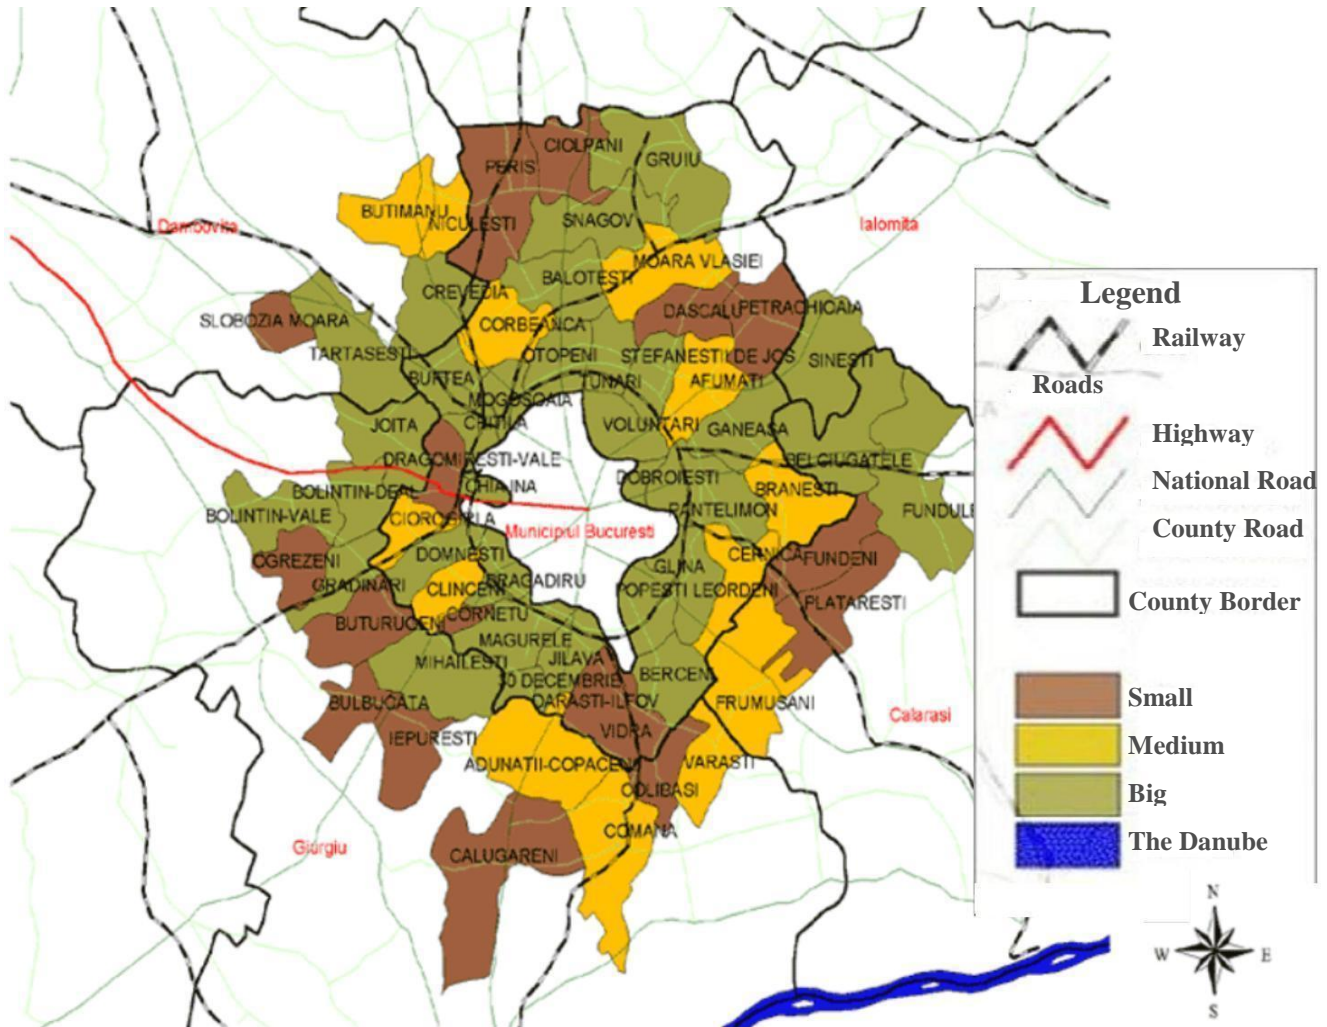 CIOLPANI
PERIS
GRUIU
BUTIMANU
NICULESTI
SNAGOV
Dambovita
Ialomita
MOARA VLASIEI
BALOTESTI
CREVEDIA
DASCALU
PETRACHIOAIA
SLOBOZIA MOARA
CORBEANCA
TARTASESTI
OTOPENI
STEFANESTII DE JOS
SINESTI
BUFTEA
TUNARI
AFUMATI
MOGOSOAIA
JOITA
CHITILA
VOLUNTARI
GANEASA
DRAGOMIRESTI-VALE
BELCIUGATELE
CHIAJNA
DOBROIESTI
BOLINTIN-DEAL
BRANESTI
BOLINTIN-VALE
CIOROGIRLA
PANTELIMON
FUNDULE
Municipiul Bucuresti
OGREZENI
DOMNESTI
CERNICA
FUNDENI
GLINA
GRADINARI
CLINCENI
BRAGADIRU
POPESTI LEORDENI
PLATARESTI
CORNETU
BUTURUGENI
MAGURELE
MIHAILESTI
JILAVA
BERCENI
30 DECEMBRIE
BULBUCATA
DARASTI-ILFOV
FRUMUSANI
Calarasi
IEPURESTI
VIDRA
ADUNATII-COPACENI
VARASTI
COLIBASI
COMANA
Giurgiu
CALUGARENI
Legend
Railway
Roads
Highway
National Road
County Road
County Border
Small
Medium
Big
The Danube
N
W
E
S